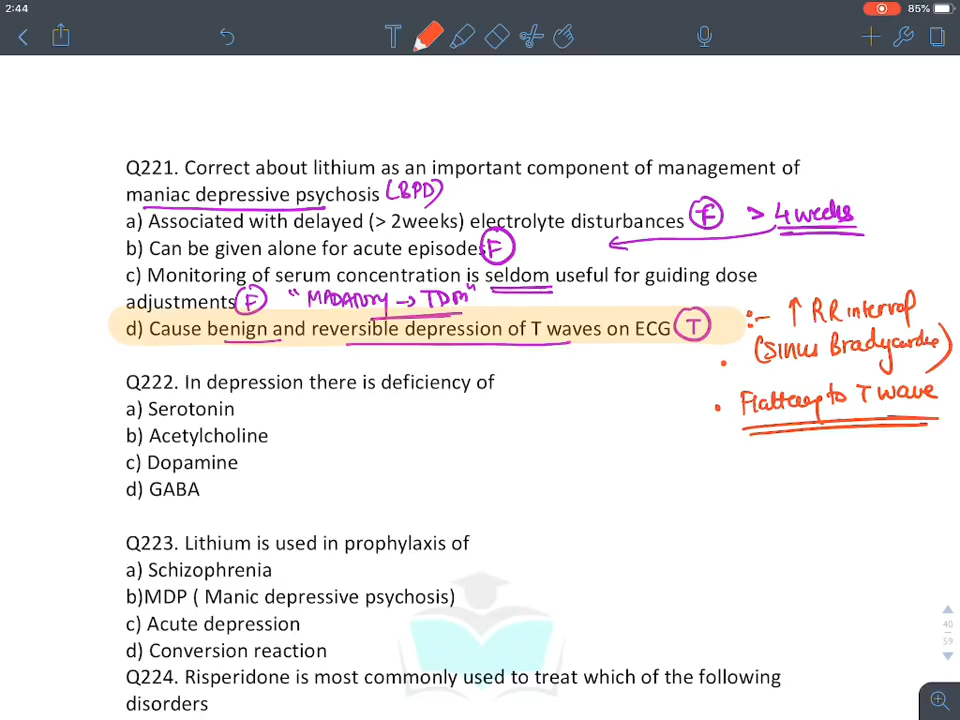 2:44
85%
T
Q221. Correct about lithium as an important component of management of
maniac depressive psychosis (BPD)
a) Associated with delayed (> 2weeks) electrolyte disturbances F > 4 weeks
b) Can be given alone for acute episodes F
c) Monitoring of serum concentration is seldom useful for guiding dose
adjustments F → TDM"
d) Cause benign and reversible depression of T waves on ECG T
:- ↑ RR interval
(Sinus Bradycardia)
• to T wave
Q222. In depression there is deficiency of
a) Serotonin
b) Acetylcholine
c) Dopamine
d) GABA
Q223. Lithium is used in prophylaxis of
a) Schizophrenia
b)MDP ( Manic depressive psychosis)
c) Acute depression
d) Conversion reaction
40
59
Q224. Risperidone is most commonly used to treat which of the following
disorders